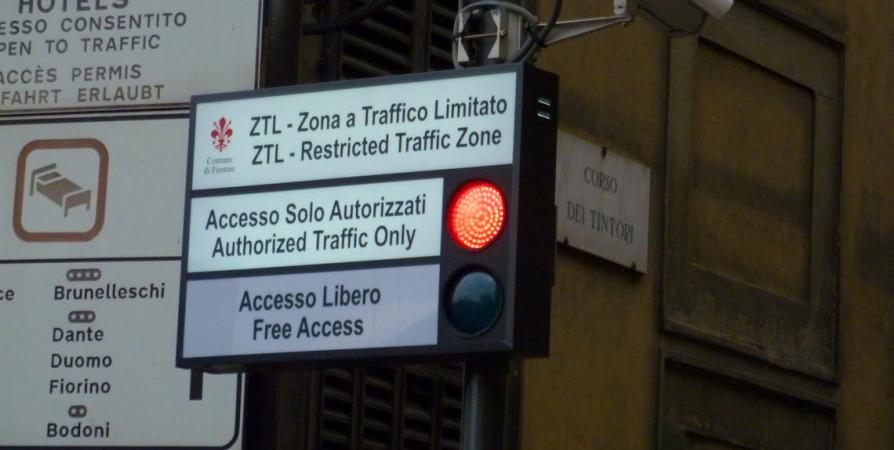 HOTELS
ESSO CONSENTITO
PEN TO TRAFFIC
ACCÈS PERMIS
FAHRT ERLAUBT
Brunelleschi
Dante
Duomo
Fiorino
Bodoni
Comune
di Firenze
ZTL - Zona a Traffico Limitato
ZTL - Restricted Traffic Zone
Accesso Solo Autorizzati
Authorized Traffic Only
Accesso Libero
Free Access
CORSO
DEI TINTORI